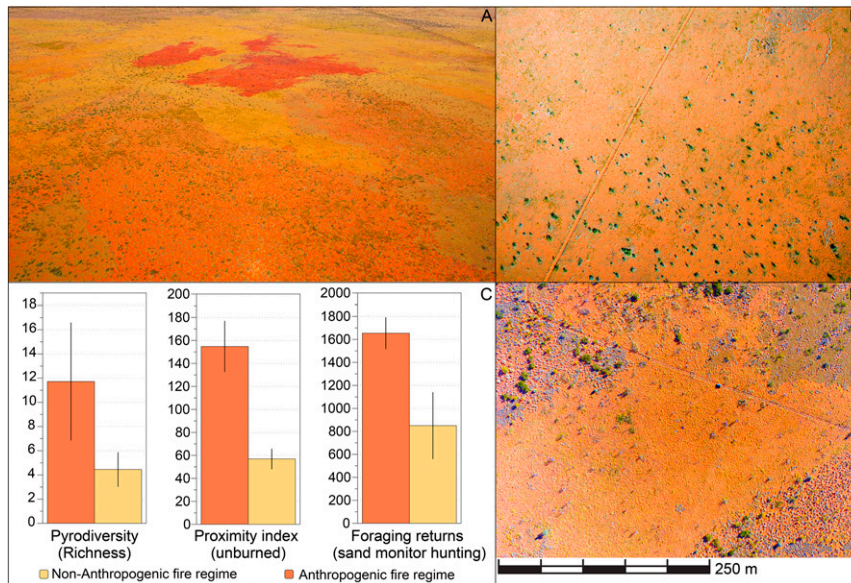 A
C
18
16
14
12
10
8
6
4
2
0
Pyrodiversity
(Richness)
200
180
160
140
120
100
80
60
40
20
0
Proximity index
(unburned)
2000
1800
1600
1400
1200
1000
800
600
400
200
0
Foraging returns
(sand monitor hunting)
Non-Anthropogenic fire regime
Anthropogenic fire regime
250 m